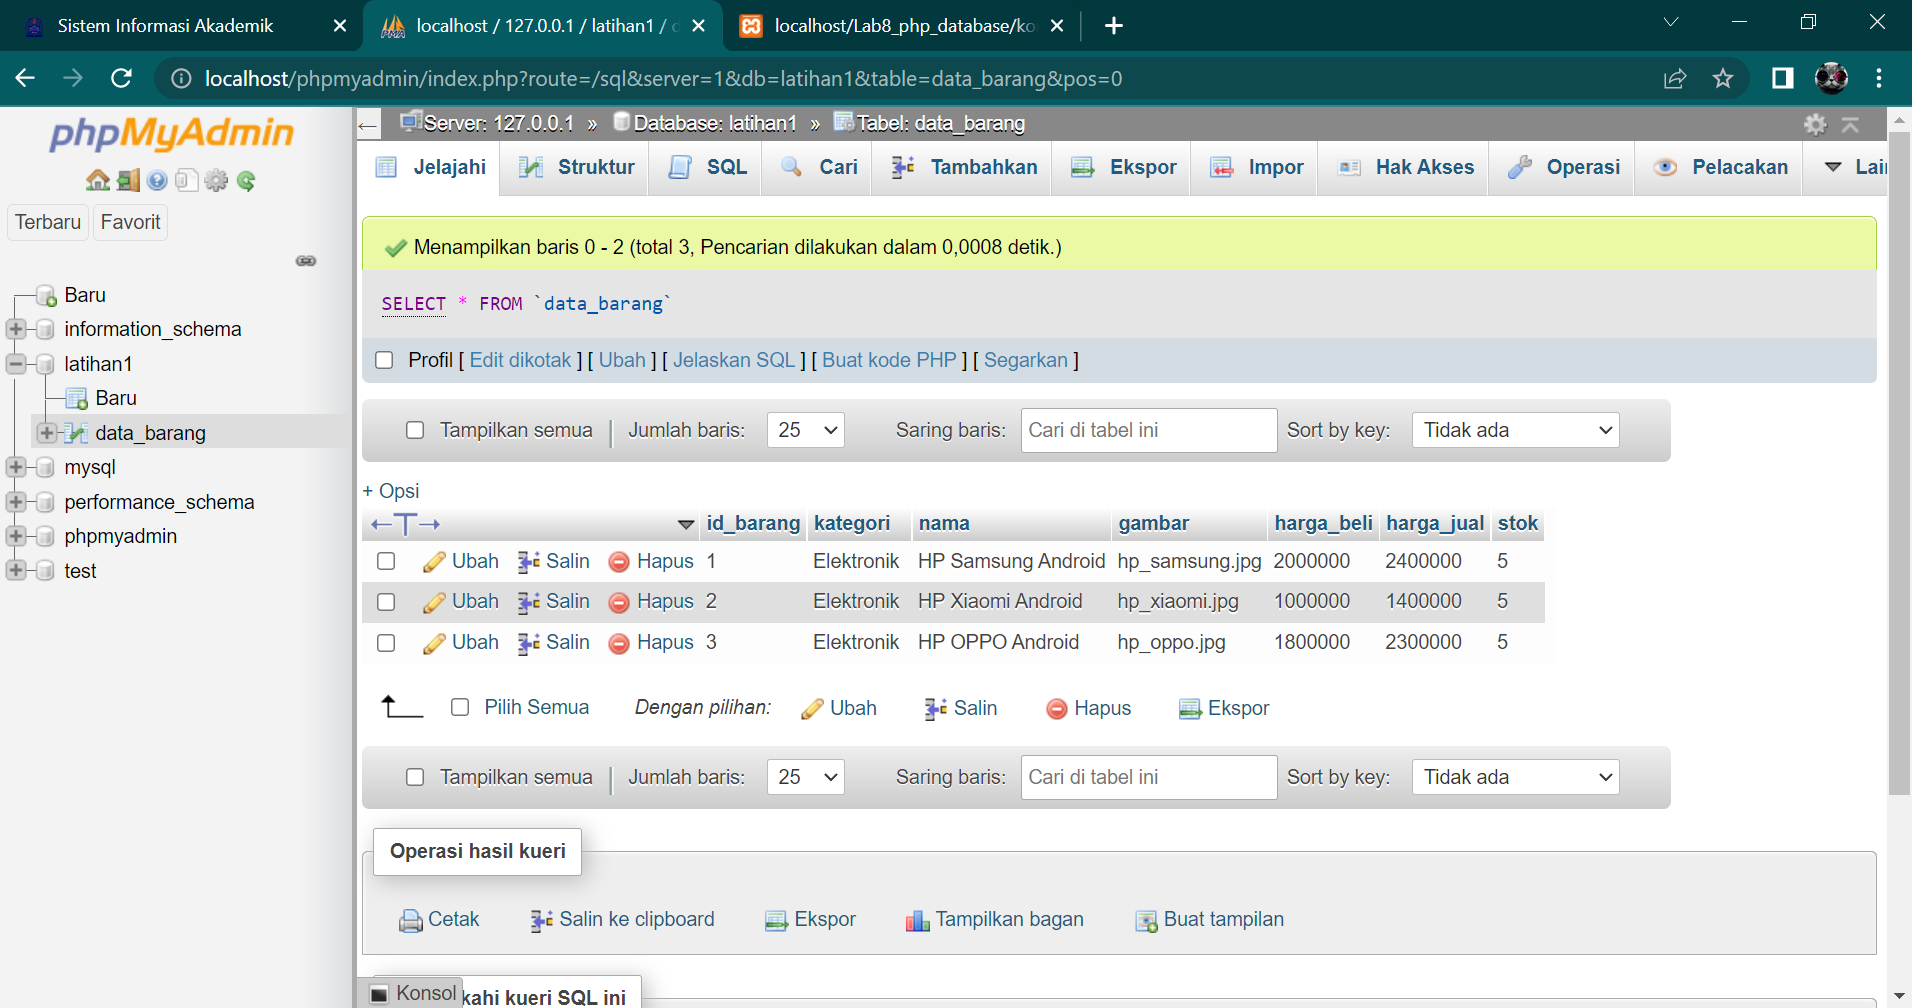 Sistem Informasi Akademik
localhost / 127.0.0.1 / latihan1 /
localhost/Lab8_php_database/ko
localhost/phpmyadmin/index.php?route=/sql&server=1&db=latihan1&table=data_barang&pos=0
phpMyAdmin
Terbaru Favorit
Baru
information_schema
latihan1
Baru
data_barang
mysql
performance_schema
phpmyadmin
test
Server: 127.0.0.1 » Database: latihan1 » Tabel: data_barang
Jelajahi Struktur SQL Cari Tambahkan Ekspor Impor Hak Akses Operasi Pelacakan
Menampilkan baris 0 - 2 (total 3, Pencarian dilakukan dalam 0,0008 detik.)
SELECT * FROM `data_barang`
Profil [ Edit dikotak ] [ Ubah ] [ Jelaskan SQL ] [ Buat kode PHP ] [ Segarkan ]
Tampilkan semua | Jumlah baris: 25 Saring baris: Cari di tabel ini Sort by key: Tidak ada
+ Opsi
←T→ id_barang kategori nama gambar harga_beli harga_jual stok
Ubah Salin Hapus 1 Elektronik HP Samsung Android hp_samsung.jpg 2000000 2400000 5
Ubah Salin Hapus 2 Elektronik HP Xiaomi Android hp_xiaomi.jpg 1000000 1400000 5
Ubah Salin Hapus 3 Elektronik HP OPPO Android hp_oppo.jpg 1800000 2300000 5
Pilih Semua Dengan pilihan: Ubah Salin Hapus Ekspor
Tampilkan semua | Jumlah baris: 25 Saring baris: Cari di tabel ini Sort by key: Tidak ada
Operasi hasil kueri
Cetak Salin ke clipboard Ekspor Tampilkan bagan Buat tampilan
Konsol
kueri SQL ini